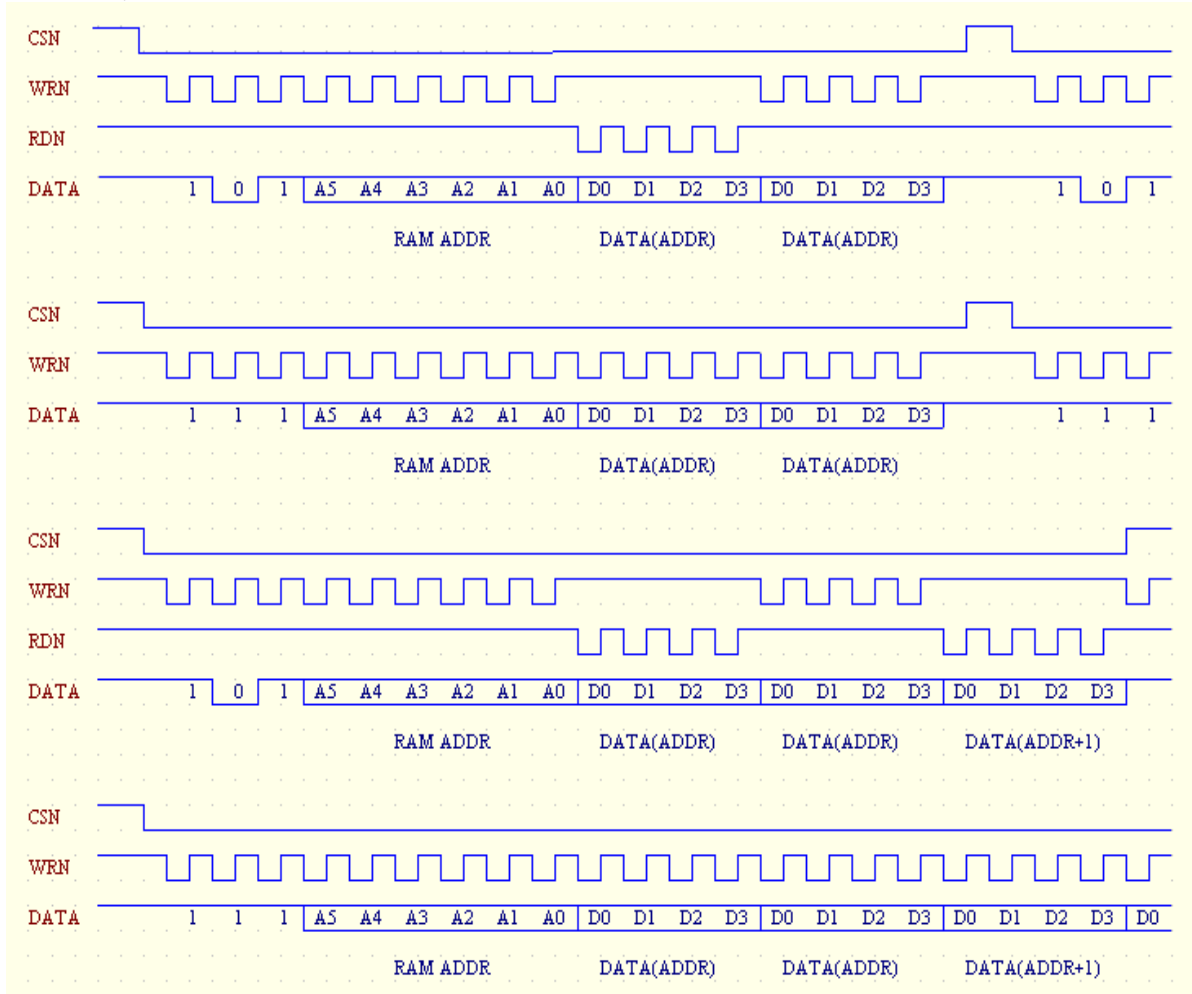 CSN
WRN
RDN
DATA 1 0 1 A5 A4 A3 A2 A1 A0 D0 D1 D2 D3 D0 D1 D2 D3 1 0 1
RAM ADDR DATA(ADDR) DATA(ADDR)
CSN
WRN
DATA 1 1 1 A5 A4 A3 A2 A1 A0 D0 D1 D2 D3 D0 D1 D2 D3 1 1 1
RAM ADDR DATA(ADDR) DATA(ADDR)
CSN
WRN
RDN
DATA 1 0 1 A5 A4 A3 A2 A1 A0 D0 D1 D2 D3 D0 D1 D2 D3 D0 D1 D2 D3
RAM ADDR DATA(ADDR) DATA(ADDR) DATA(ADDR+1)
CSN
WRN
DATA 1 1 1 A5 A4 A3 A2 A1 A0 D0 D1 D2 D3 D0 D1 D2 D3 D0 D1 D2 D3 D0
RAM ADDR DATA(ADDR) DATA(ADDR) DATA(ADDR+1)